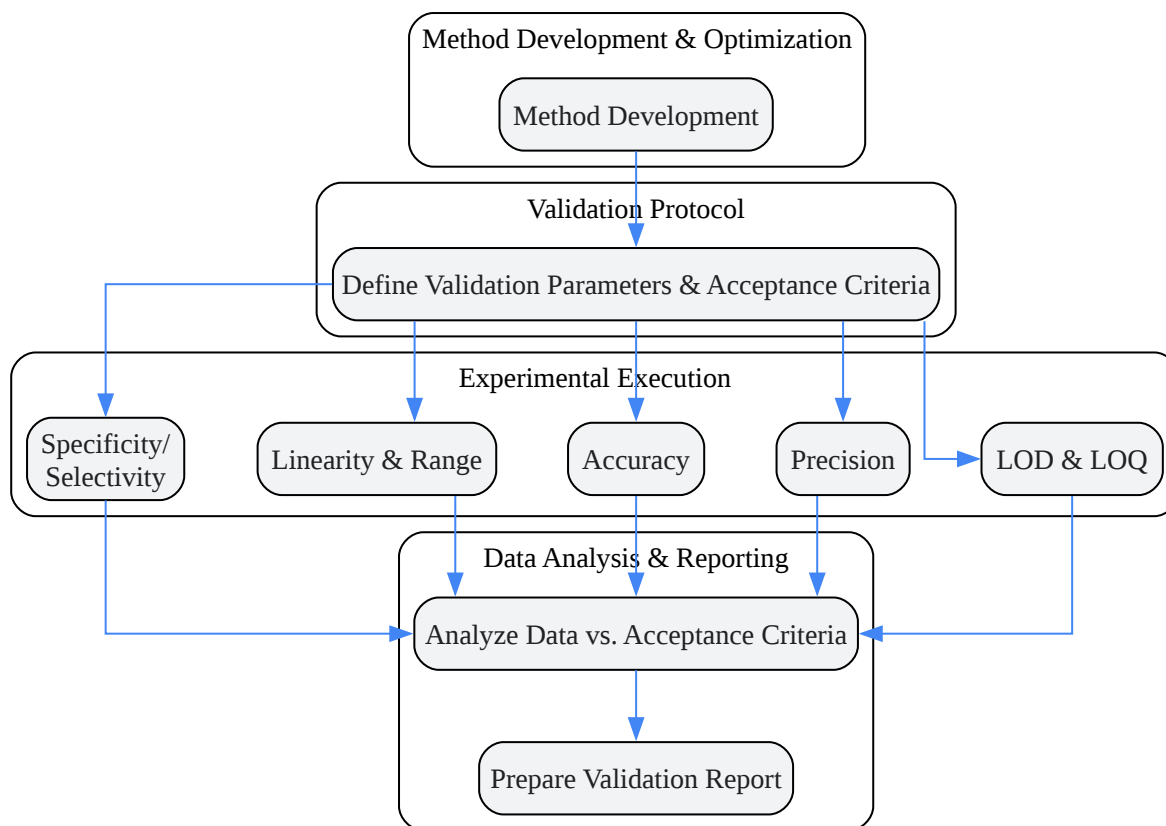 Method Development & Optimization
Method Development
Validation Protocol
Define Validation Parameters & Acceptance Criteria
Experimental Execution
Specificity/
Selectivity
Linearity & Range
Accuracy
Precision
LOD & LOQ
Data Analysis & Reporting
Analyze Data vs. Acceptance Criteria
Prepare Validation Report